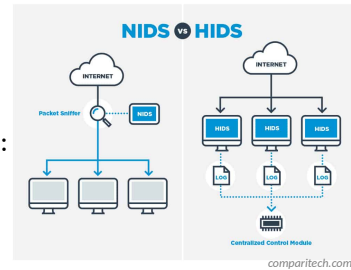 NIDS VS HIDS
:
INTERNET
Packet Sniffer
NIDS
INTERNET
HIDS HIDS HIDS
LOG LOG LOG
Centralized Control Module
comparitech.com